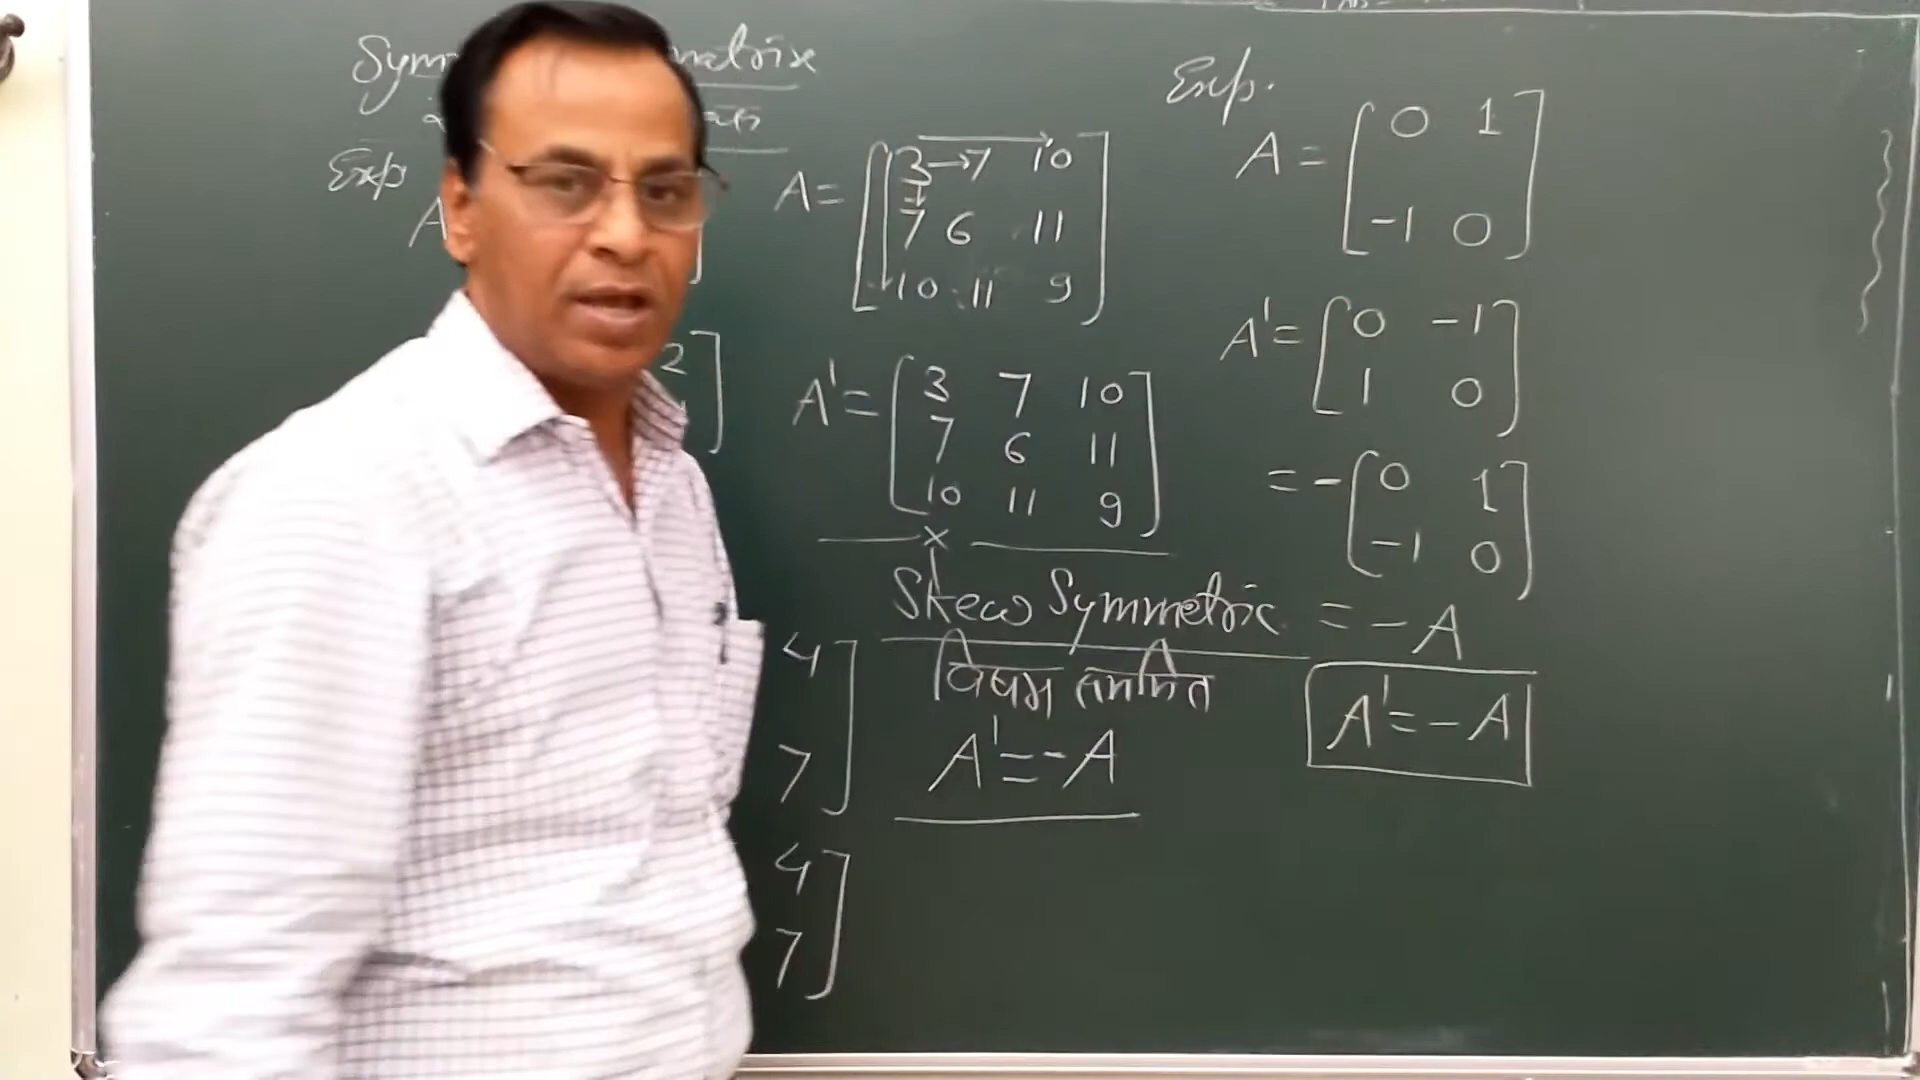 Exp
A
2
4
7
4
7
A = [3 → 7 10
7 6 11
10 11 9]
A' = [3 7 10
7 6 11
10 11 9]
x
Skew Symmetric
विषम सममित
A' = -A
Exp.
A = [0 1
-1 0]
A' = [0 -1
1 0]
= - [0 1
-1 0]
= - A
A' = - A